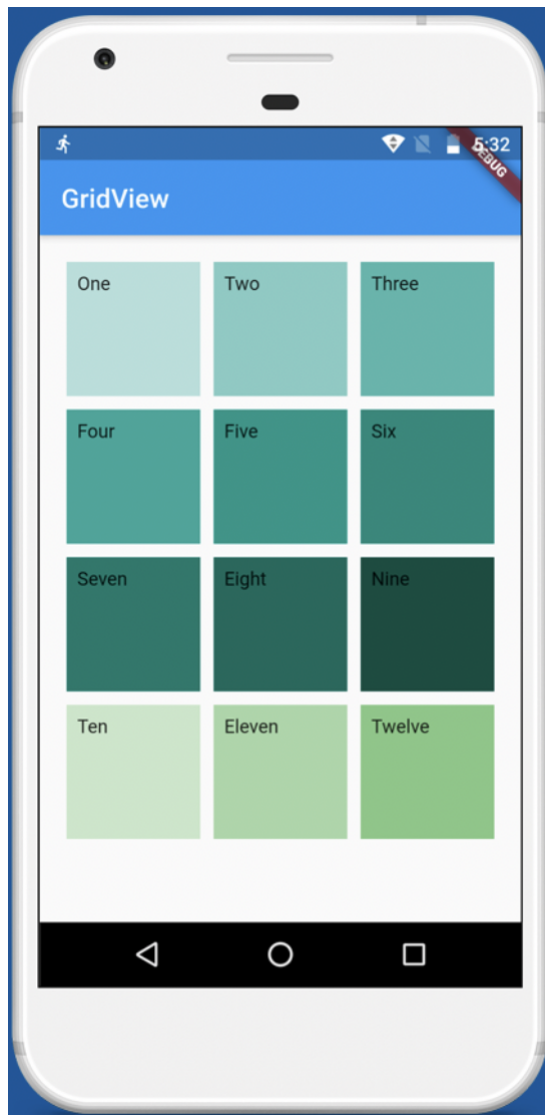 5:32
DEBUG
GridView
One Two Three
Four Five Six
Seven Eight Nine
Ten Eleven Twelve